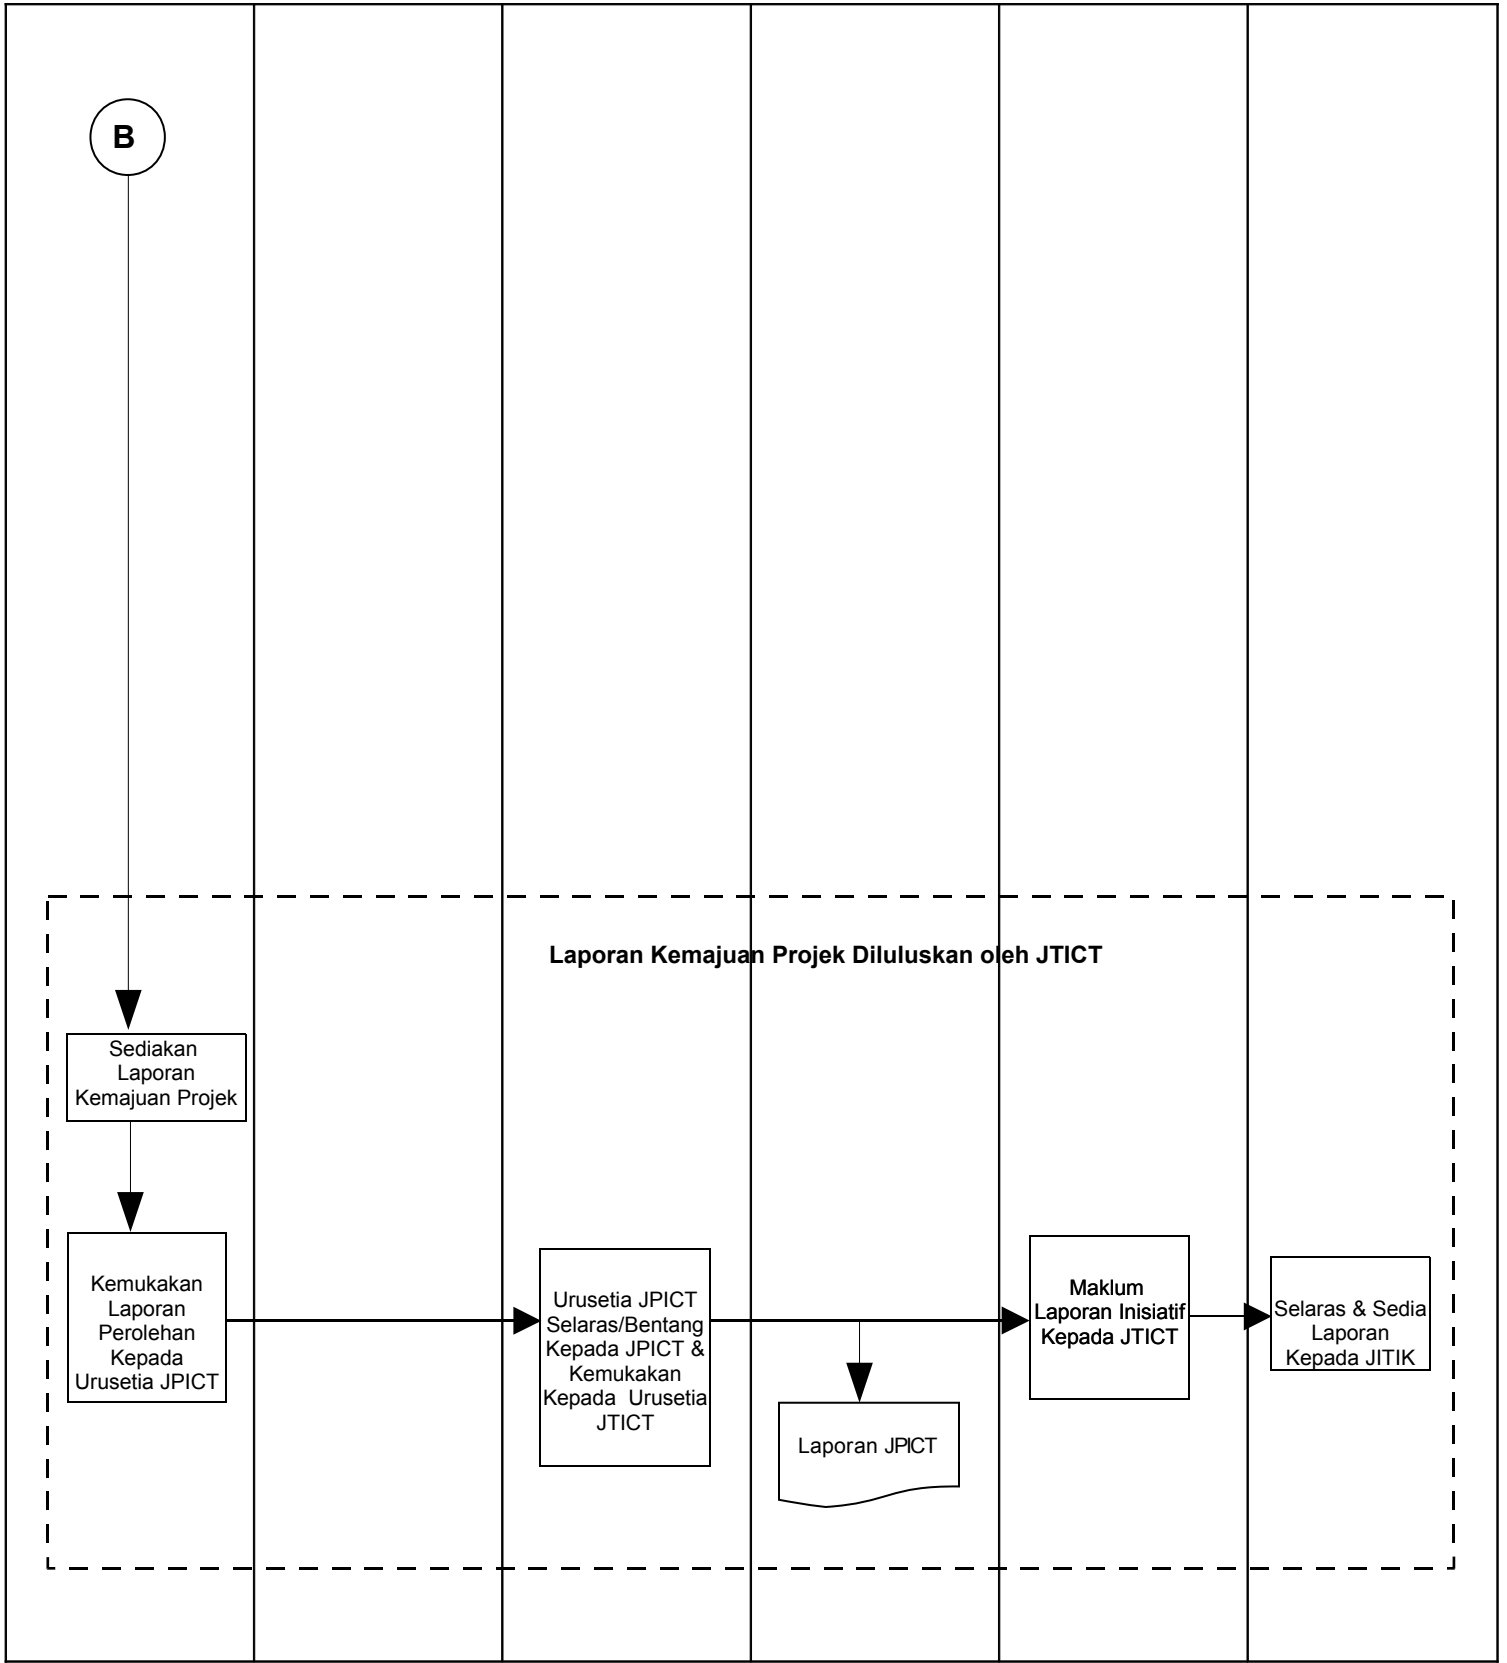 B
Laporan Kemajuan Projek Diluluskan oleh JTICT
Sediakan
Laporan
Kemajuan Projek
Kemukakan
Laporan
Perolehan
Kepada
Urusetia JPICT
Urusetia JPICT
Selaras/Bentang
Kepada JPICT &
Kemukakan
Kepada Urusetia
JTICT
Laporan JPICT
Maklum
Laporan Inisiatif
Kepada JTICT
Selaras & Sedia
Laporan
Kepada JITIK